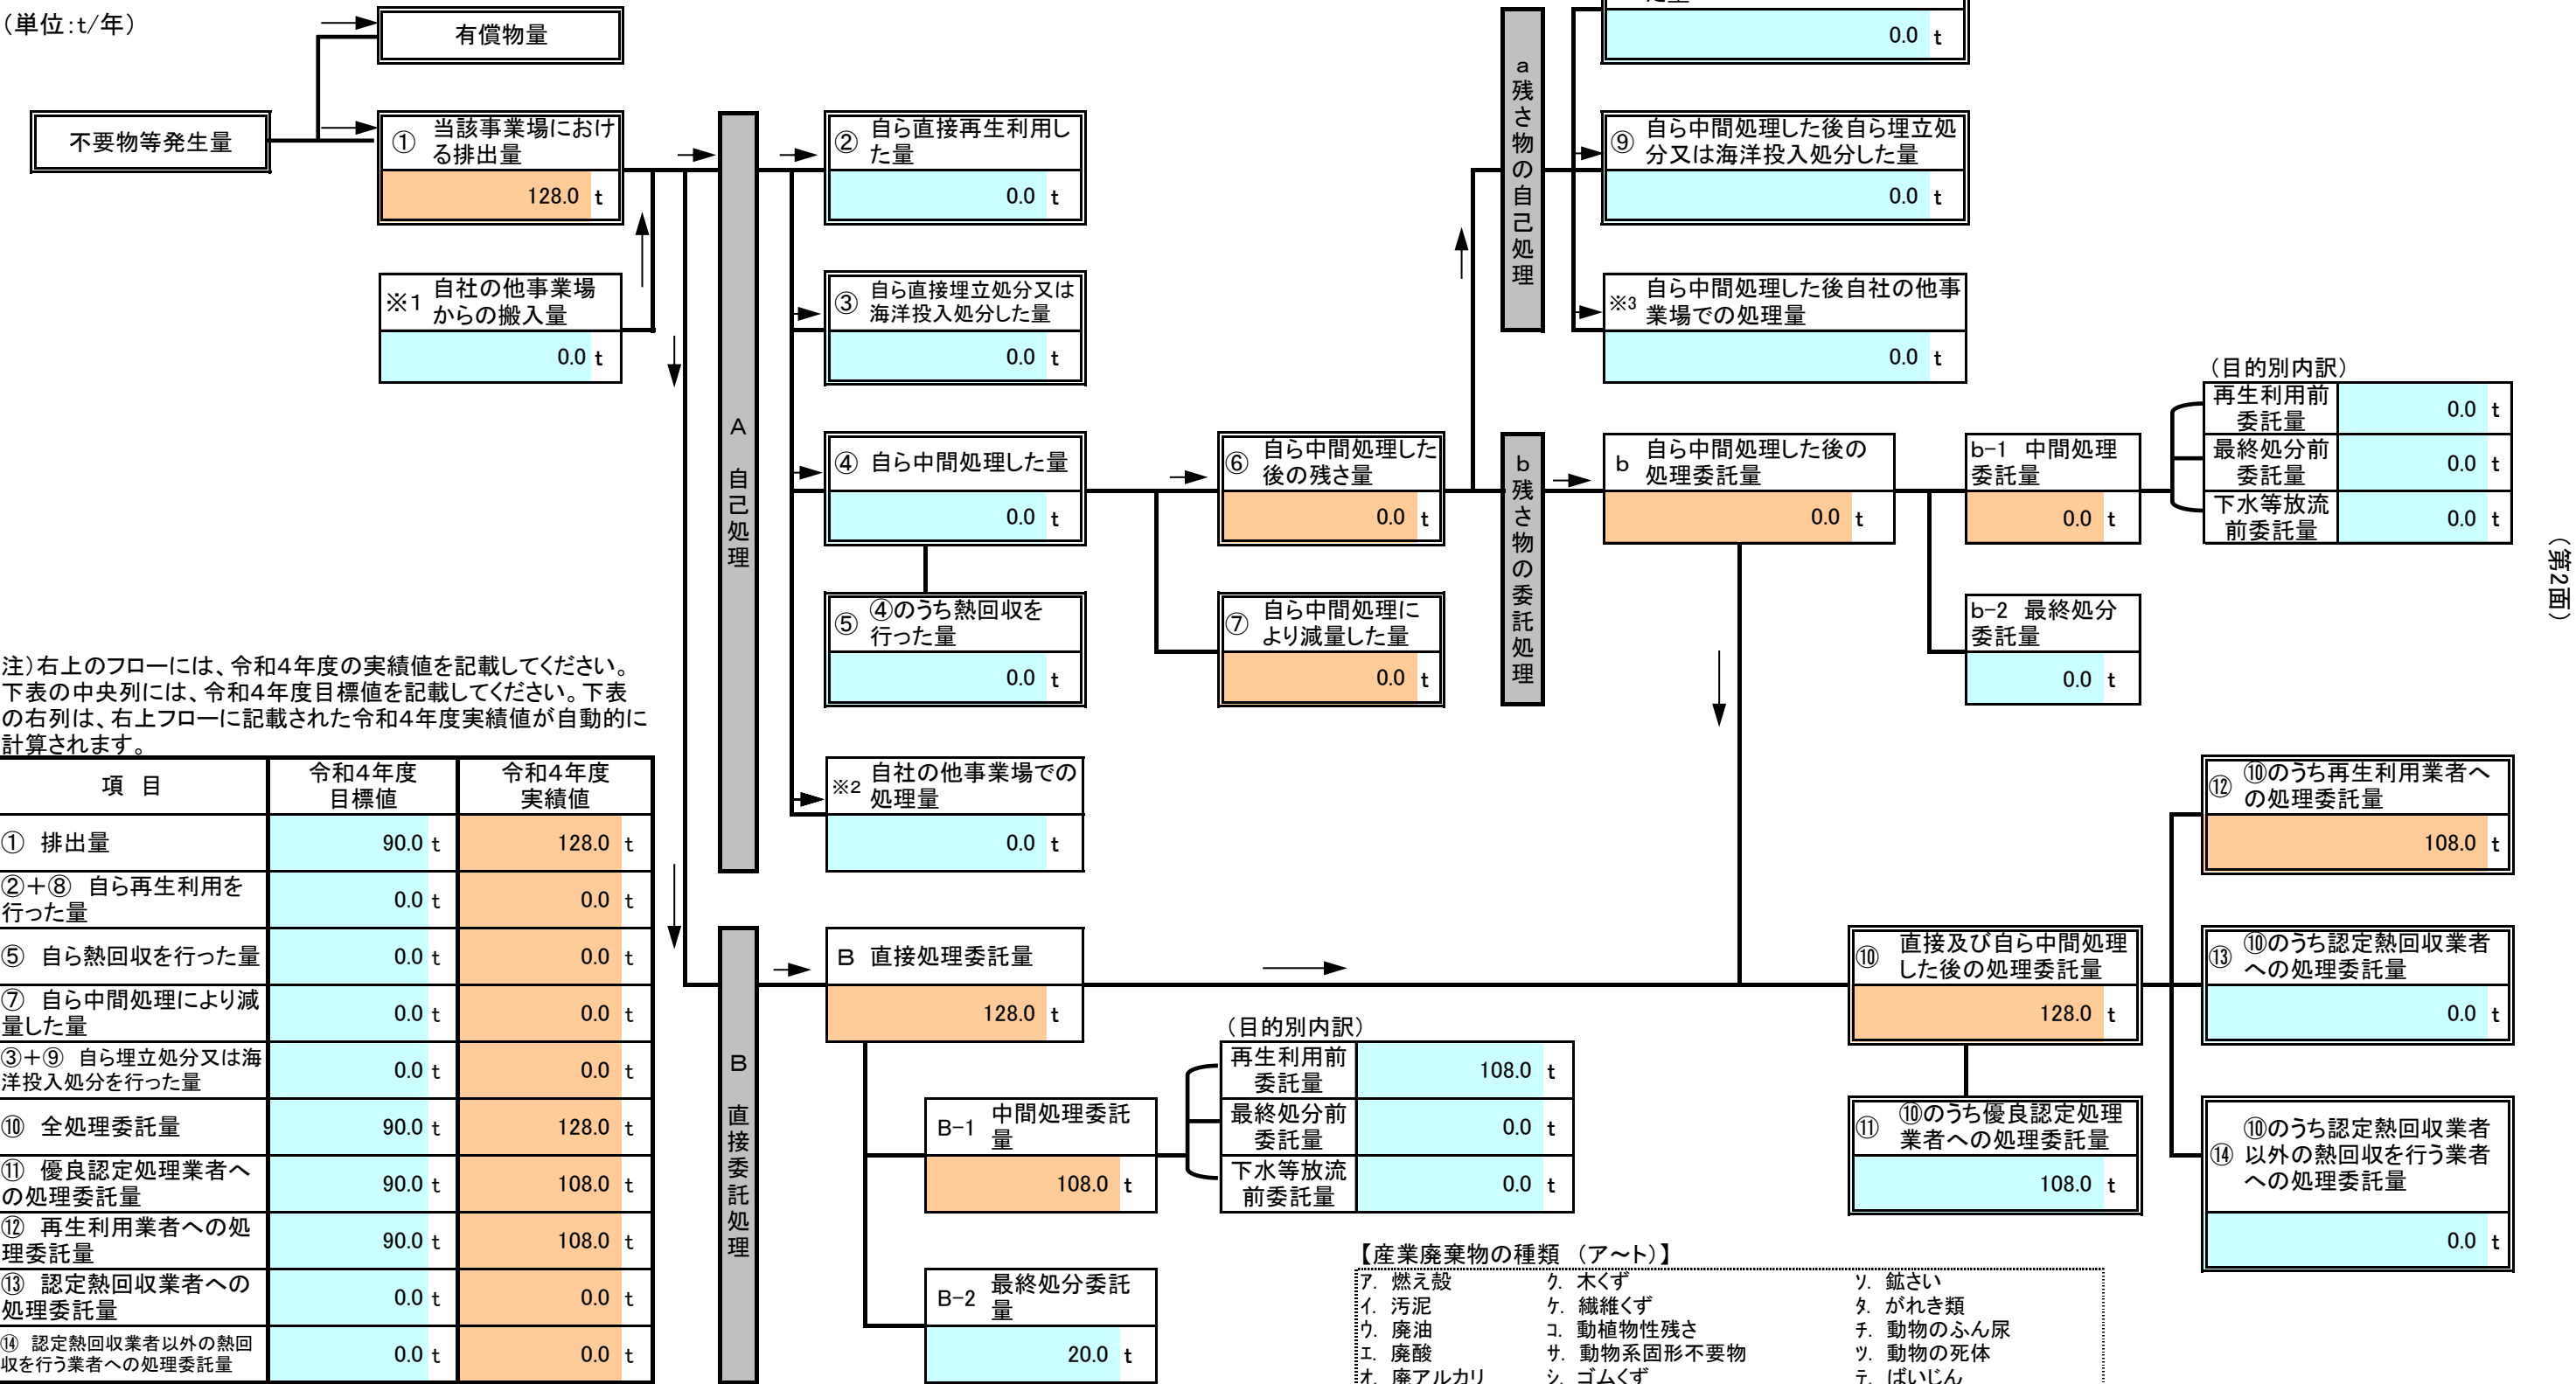 (単位:t/年)
有償物量
不要物等発生量
① 当該事業場におけ
る排出量
128.0 t
※1 自社の他事業場
からの搬入量
0.0 t
A 自己処理
② 自ら直接再生利用し
た量
0.0 t
③ 自ら直接埋立処分又は
海洋投入処分した量
0.0 t
④ 自ら中間処理した量
0.0 t
⑤ ④のうち熱回収を
行った量
0.0 t
※2 自社の他事業場での
処理量
0.0 t
⑥ 自ら中間処理した
後の残さ量
0.0 t
⑦ 自ら中間処理に
より減量した量
0.0 t
a残さ物の自己処理
0.0 t
⑨ 自ら中間処理した後自ら埋立処
分又は海洋投入処分した量
0.0 t
※3 自ら中間処理した後自社の他事
業場での処理量
0.0 t
b残さ物の委託処理
b 自ら中間処理した後の
処理委託量
0.0 t
b-1 中間処理
委託量
0.0 t
b-2 最終処分
委託量
0.0 t
(目的別内訳)
再生利用前
委託量
0.0 t
最終処分前
委託量
0.0 t
下水等放流
前委託量
0.0 t
(第2面)
注)右上のフローには、令和4年度の実績値を記載してください。
下表の中央列には、令和4年度目標値を記載してください。下表
の右列は、右上フローに記載された令和4年度実績値が自動的に
計算されます。
項 目 令和4年度 令和4年度
目標値 実績値
① 排出量 90.0 t 128.0 t
②+⑧ 自ら再生利用を
行った量 0.0 t 0.0 t
⑤ 自ら熱回収を行った量 0.0 t 0.0 t
⑦ 自ら中間処理により減
量した量 0.0 t 0.0 t
③+⑨ 自ら埋立処分又は海
洋投入処分を行った量 0.0 t 0.0 t
⑩ 全処理委託量 90.0 t 128.0 t
⑪ 優良認定処理業者へ
の処理委託量 90.0 t 108.0 t
⑫ 再生利用業者への処
理委託量 90.0 t 108.0 t
⑬ 認定熱回収業者への
処理委託量 0.0 t 0.0 t
⑭ 認定熱回収業者以外の熱回
収を行う業者への処理委託量 0.0 t 0.0 t
B 直接委託処理
B 直接処理委託量
128.0 t
B-1 中間処理委託
量
108.0 t
B-2 最終処分委託
量
20.0 t
(目的別内訳)
再生利用前
委託量
108.0 t
最終処分前
委託量
0.0 t
下水等放流
前委託量
0.0 t
⑩ 直接及び自ら中間処理
した後の処理委託量
128.0 t
⑪ ⑩のうち優良認定処理
業者への処理委託量
108.0 t
⑫ ⑩のうち再生利用業者へ
の処理委託量
108.0 t
⑬ ⑩のうち認定熱回収業者
への処理委託量
0.0 t
⑭ ⑩のうち認定熱回収業者
以外の熱回収を行う業者
への処理委託量
0.0 t
【産業廃棄物の種類 (ア~ト)】
ア. 燃え殻 ク. 木くず ソ. 鉱さい
イ. 汚泥 ケ. 繊維くず タ. がれき類
ウ. 廃油 コ. 動植物性残さ チ. 動物のふん尿
エ. 廃酸 サ. 動物系固形不要物 ツ. 動物の死体
オ. 廃アルカリ シ. ゴムくず テ. ばいじん